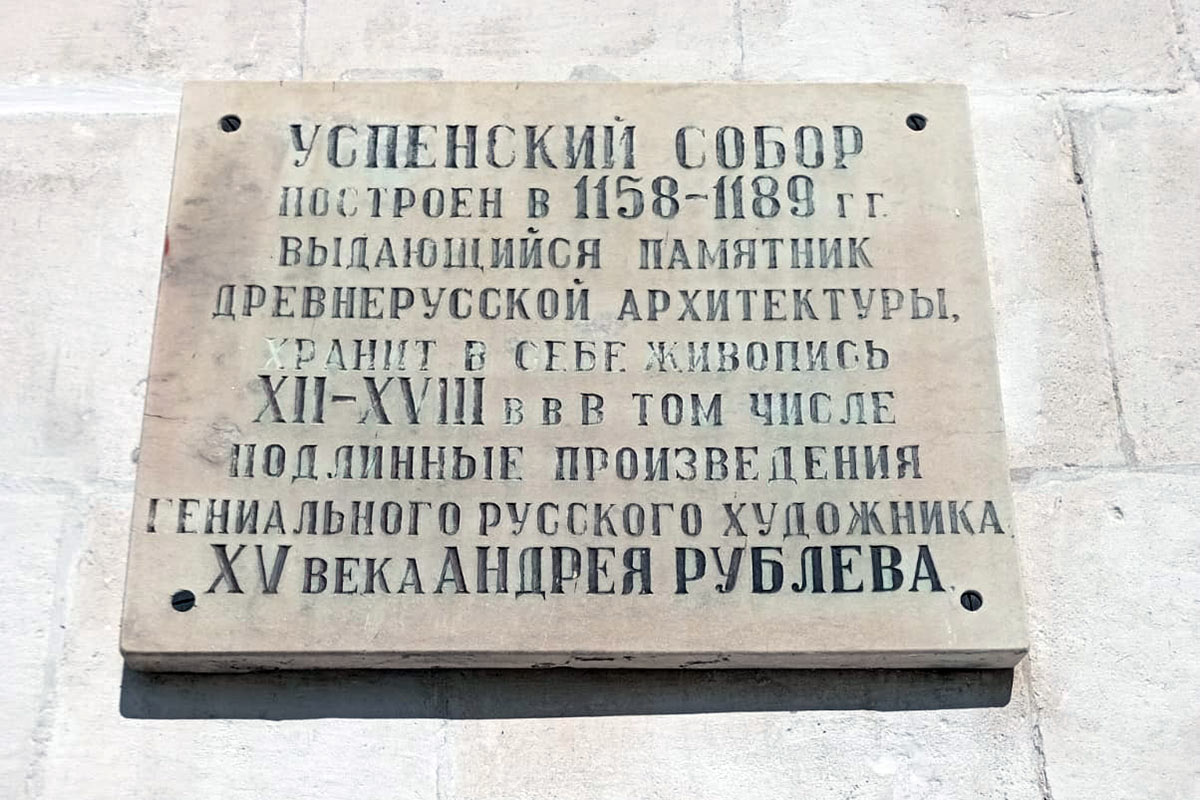 УСПЕНСКИЙ СОБОР
ПОСТРОЕН В 1158-1189 ГГ.
ВЫДАЮЩИЙСЯ ПАМЯТНИК
ДРЕВНЕРУССКОЙ АРХИТЕКТУРЫ,
ХРАНИТ В СЕБЕ ЖИВОПИСЬ
XII-XVIII ВВ В ТОМ ЧИСЛЕ
ПОДЛИННЫЕ ПРОИЗВЕДЕНИЯ
ГЕНИАЛЬНОГО РУССКОГО ХУДОЖНИКА
XV ВЕКА АНДРЕЯ РУБЛЕВА.